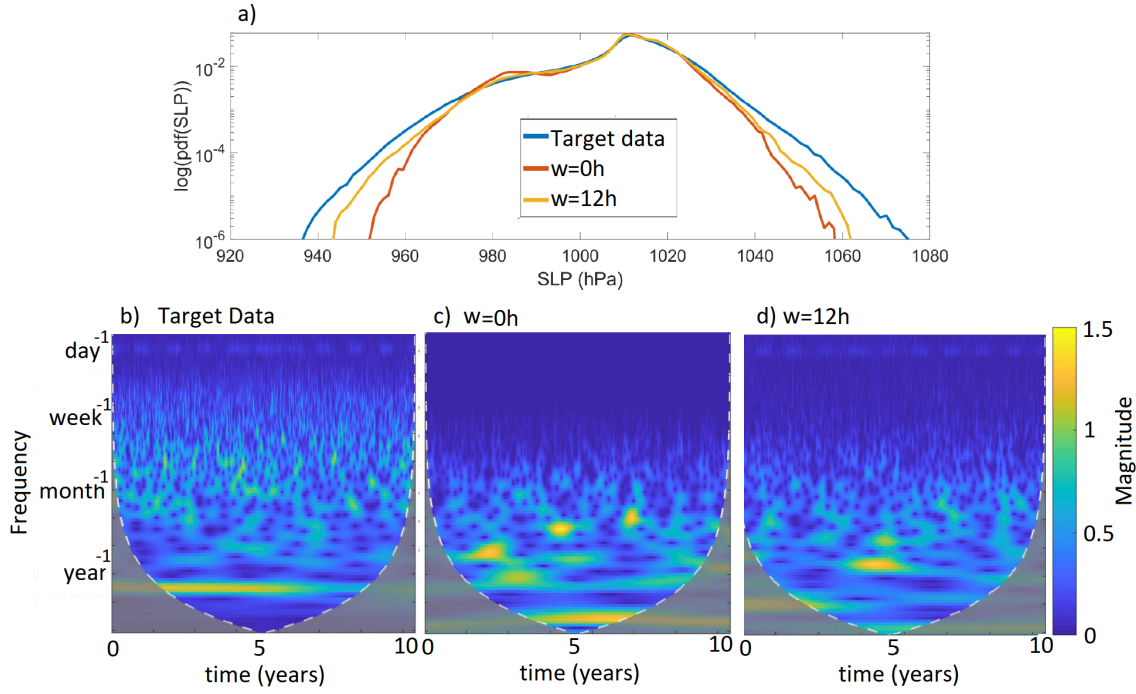 a)
log(pdf(SLP))
10-2
10-4
10-6
Target data
w=0h
w=12h
920 940 960 980 1000 1020 1040 1060 1080
SLP (hPa)
b) Target Data
c) w=0h
d) w=12h
Frequency
day-1
week-1
month-1
year-1
0 5 10
time (years)
0 5 10
time (years)
0 5 10
time (years)
1.5
1
0.5
0
Magnitude